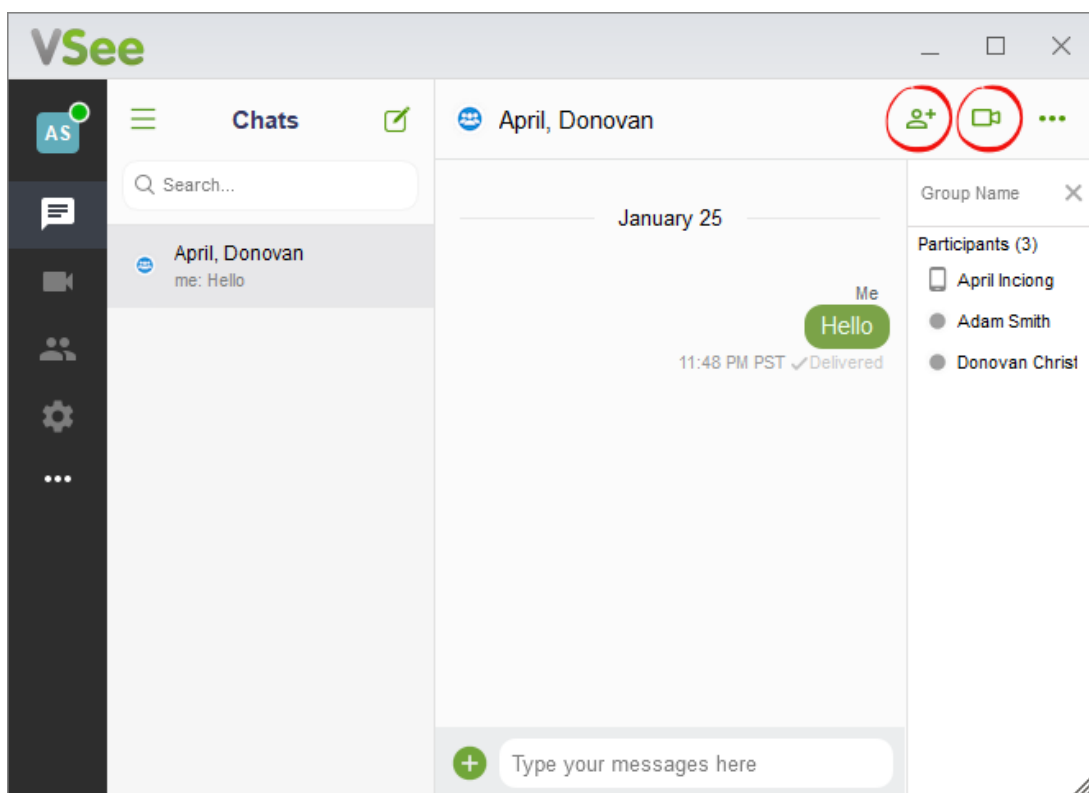 VSee
AS
Chats
Search...
April, Donovan
me: Hello
April, Donovan
January 25
Me
Hello
11:48 PM PST Delivered
Type your messages here
Group Name
Participants (3)
April Inciong
Adam Smith
Donovan Christ